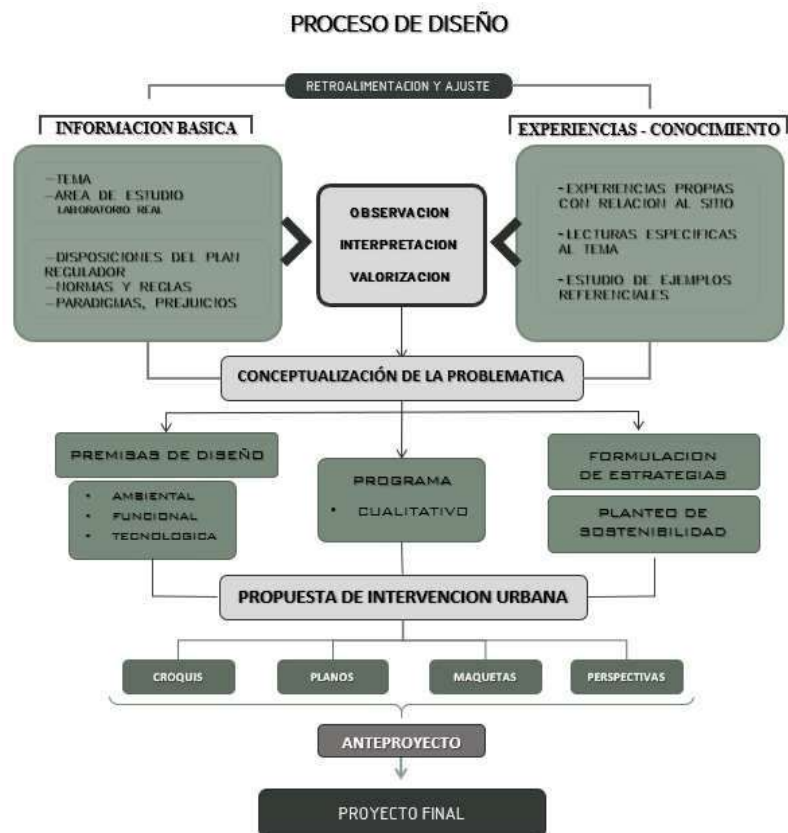 PROCESO DE DISEÑO
RETROALIMENTACION Y AJUSTE
INFORMACION BASICA
–TEMA
–AREA DE ESTUDIO
LABORATORIO REAL
–DISPOSICIONES DEL PLAN
REGULADOR
–NORMAS Y REGLAS
–PARADIGMAS, PREJUICIOS
OBSERVACION
INTERPRETACION
VALORIZACION
EXPERIENCIAS - CONOCIMIENTO
-EXPERIENCIAS PROPIAS
CON RELACION AL SITIO
-LECTURAS ESPECIFICAS
AL TEMA
-ESTUDIO DE EJEMPLOS
REFERENCIALES
CONCEPTUALIZACIÓN DE LA PROBLEMATICA
PREMISAS DE DISEÑO
• AMBIENTAL
• FUNCIONAL
• TECNOLOGICA
PROGRAMA
• CUALITATIVO
FORMULACION
DE ESTRATEGIAS
PLANTEO DE
SOSTENIBILIDAD
PROPUESTA DE INTERVENCION URBANA
CROQUIS
PLANOS
MAQUETAS
PERSPECTIVAS
ANTEPROYECTO
PROYECTO FINAL